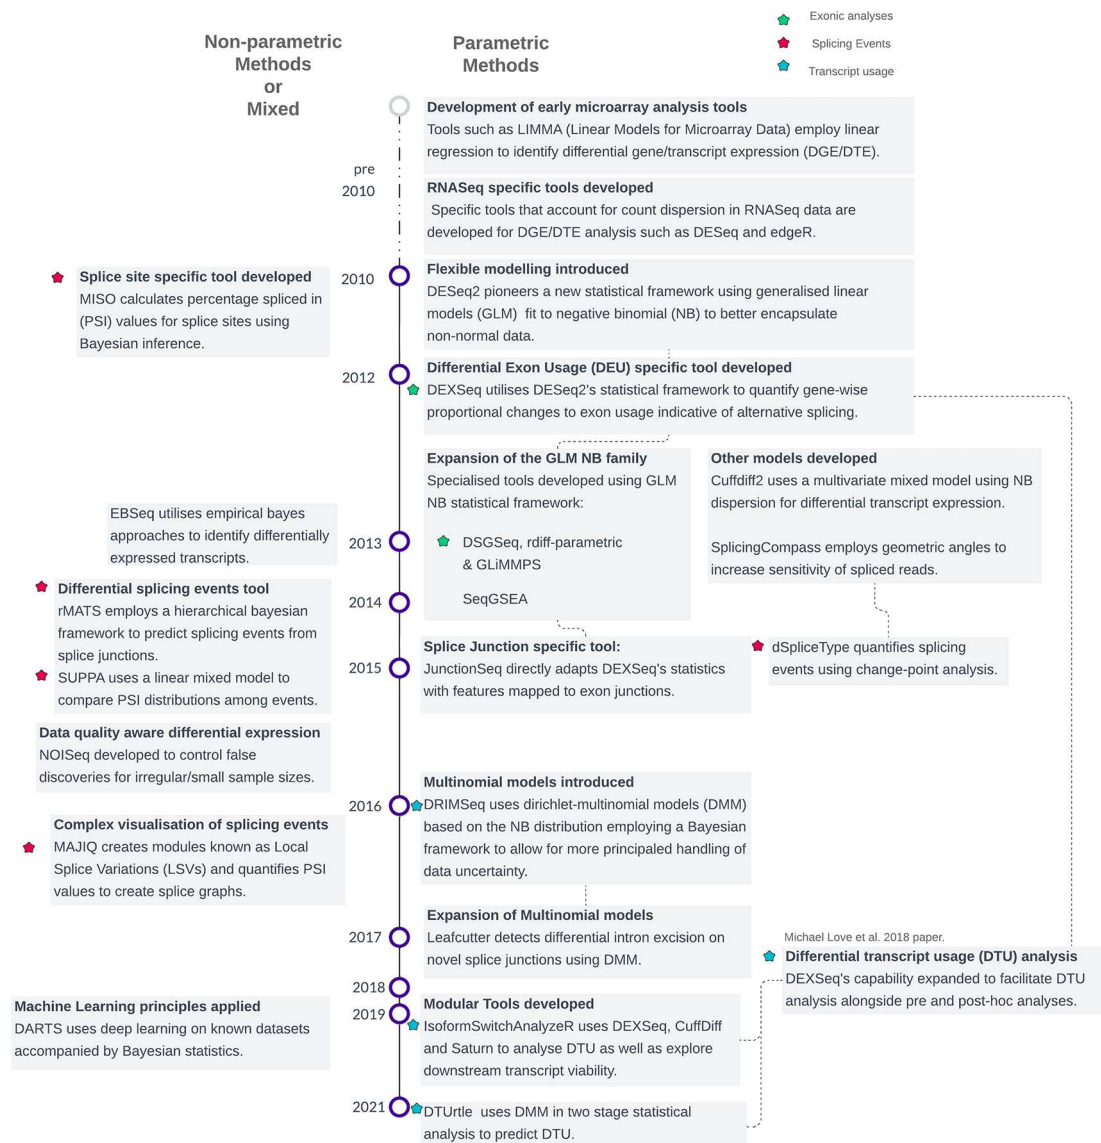 Exonic analyses
Splicing Events
Transcript usage
Non-parametric
Methods
or
Mixed
Parametric
Methods
Development of early microarray analysis tools
Tools such as LIMMA (Linear Models for Microarray Data) employ linear
regression to identify differential gene/transcript expression (DGE/DTE).
pre
2010
RNASeq specific tools developed
Specific tools that account for count dispersion in RNASeq data are
developed for DGE/DTE analysis such as DESeq and edgeR.
Splice site specific tool developed
MISO calculates percentage spliced in
(PSI) values for splice sites using
Bayesian inference.
2010
Flexible modelling introduced
DESeq2 pioneers a new statistical framework using generalised linear
models (GLM) fit to negative binomial (NB) to better encapsulate
non-normal data.
2012
Differential Exon Usage (DEU) specific tool developed
DEXSeq utilises DESeq2's statistical framework to quantify gene-wise
proportional changes to exon usage indicative of alternative splicing.
Expansion of the GLM NB family
Specialised tools developed using GLM
NB statistical framework:
DSGSeq, rdiff-parametric
& GLiMMPS
SeqGSEA
Other models developed
Cuffdiff2 uses a multivariate mixed model using NB
dispersion for differential transcript expression.
SplicingCompass employs geometric angles to
increase sensitivity of spliced reads.
EBSeq utilises empirical bayes
approaches to identify differentially
expressed transcripts.
2013
Differential splicing events tool
rMATS employs a hierarchical bayesian
framework to predict splicing events from
splice junctions.
SUPPA uses a linear mixed model to
compare PSI distributions among events.
2014
2015
Splice Junction specific tool:
JunctionSeq directly adapts DEXSeq's statistics
with features mapped to exon junctions.
dSpliceType quantifies splicing
events using change-point analysis.
Data quality aware differential expression
NOISeq developed to control false
discoveries for irregular/small sample sizes.
2016
Multinomial models introduced
DRIMSeq uses dirichlet-multinomial models (DMM)
based on the NB distribution employing a Bayesian
framework to allow for more principaled handling of
data uncertainty.
Complex visualisation of splicing events
MAJIQ creates modules known as Local
Splice Variations (LSVs) and quantifies PSI
values to create splice graphs.
2017
Expansion of Multinomial models
Leafcutter detects differential intron excision on
novel splice junctions using DMM.
Michael Love et al. 2018 paper.
Differential transcript usage (DTU) analysis
DEXSeq's capability expanded to facilitate DTU
analysis alongside pre and post-hoc analyses.
2018
2019
Machine Learning principles applied
DARTS uses deep learning on known datasets
accompanied by Bayesian statistics.
Modular Tools developed
IsoformSwitchAnalyzeR uses DEXSeq, CuffDiff
and Saturn to analyse DTU as well as explore
downstream transcript viability.
2021
DTUrtle uses DMM in two stage statistical
analysis to predict DTU.